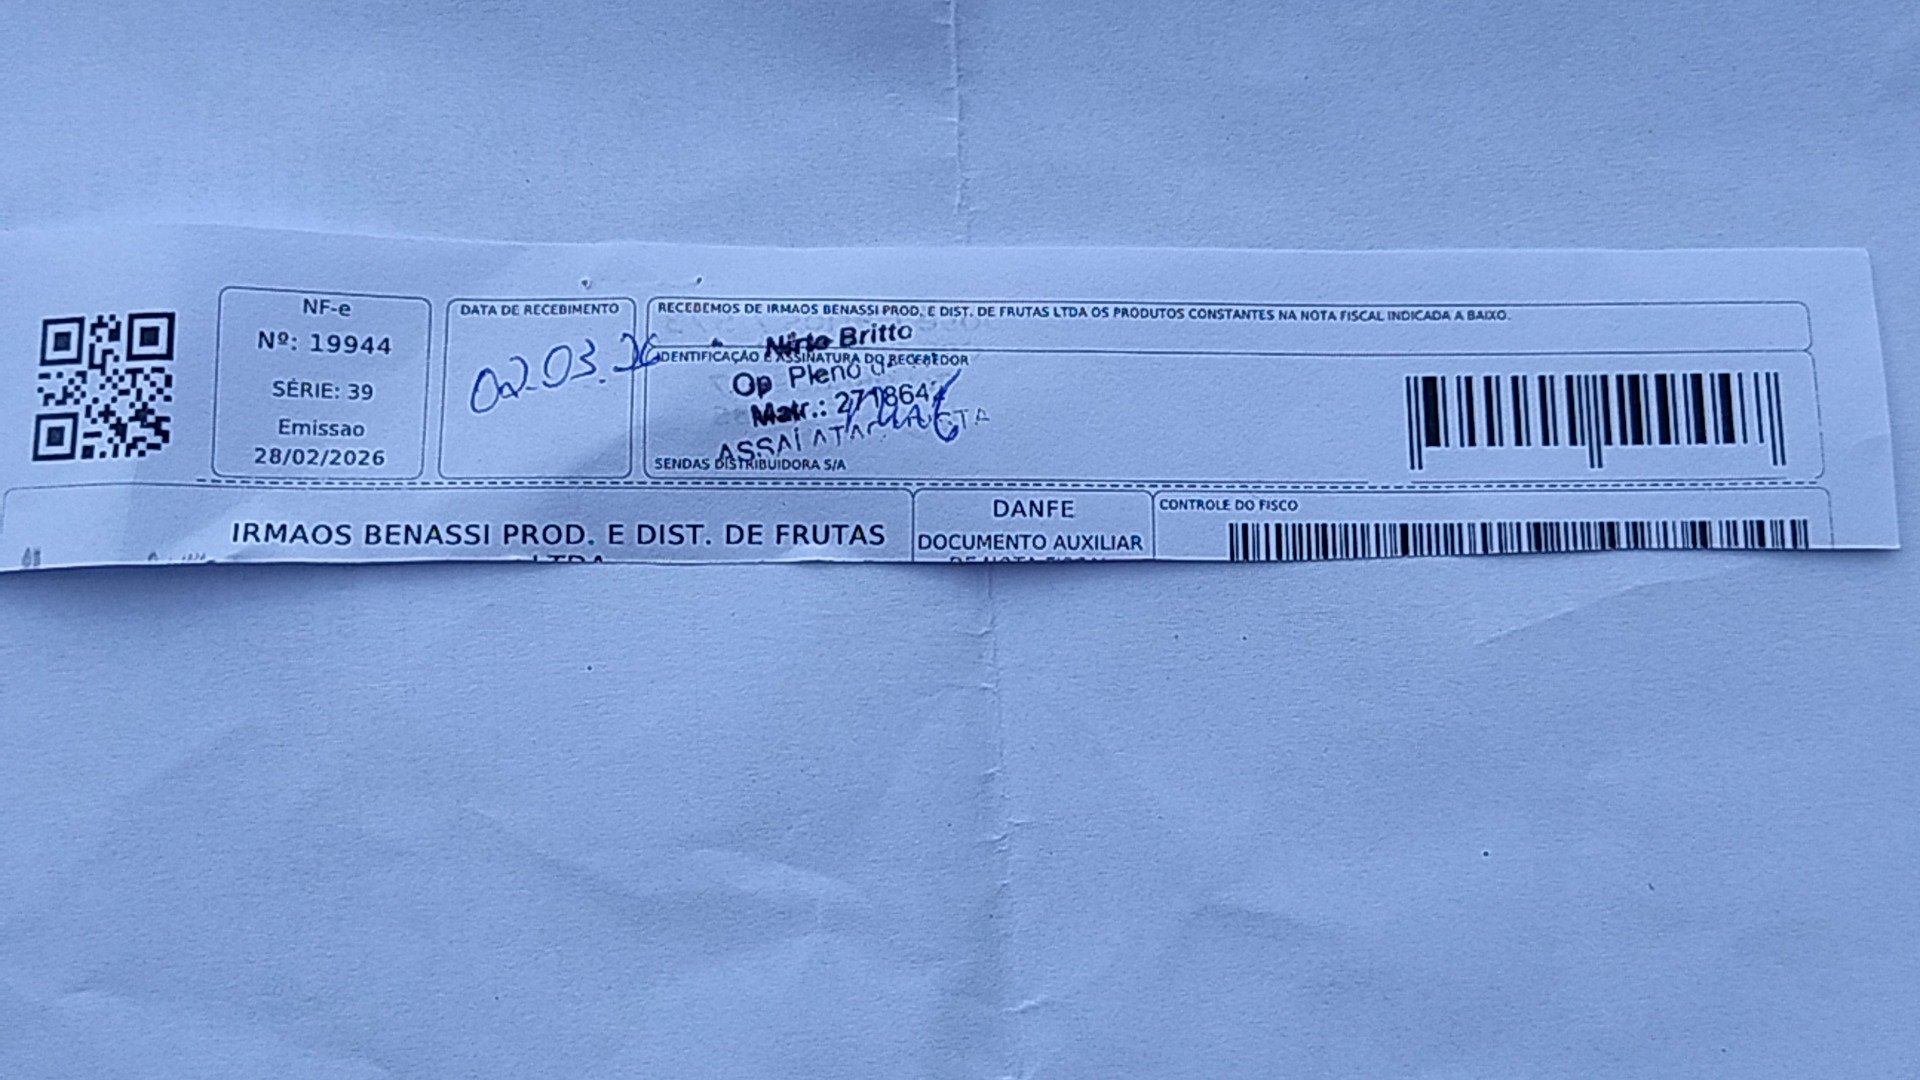 NF-e
Nº: 19944
SÉRIE: 39
Emissao
28/02/2026
DATA DE RECEBIMENTO
02.03.26
RECEBEMOS DE IRMAOS BENASSI PROD. E DIST. DE FRUTAS LTDA OS PRODUTOS CONSTANTES NA NOTA FISCAL INDICADA A BAIXO.
Britto
IDENTIFICAÇÃO E ASSINATURA DO RECEBEDOR
Op Pleno
Matr.:
ASSAÍ
SENDAS DISTRIBUIDORA S/A
IRMAOS BENASSI PROD. E DIST. DE FRUTAS
LTDA
DANFE
DOCUMENTO AUXILIAR
CONTROLE DO FISCO